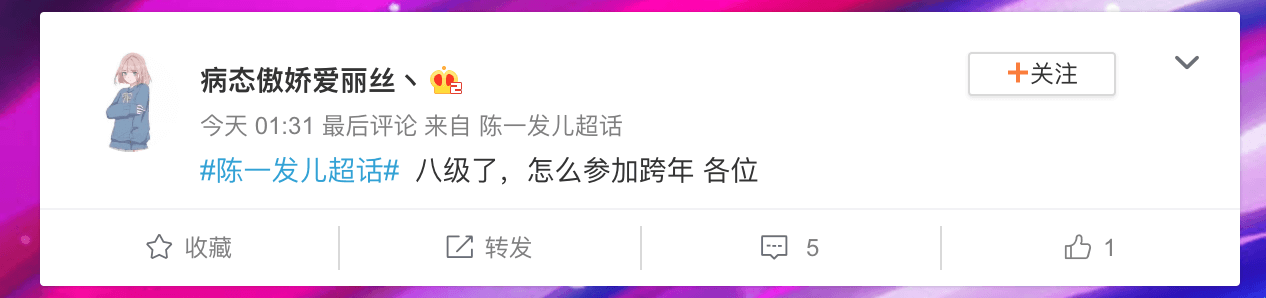 病态傲娇爱丽丝丶
+关注
今天 01:31 最后评论 来自 陈一发儿超话
#陈一发儿超话# 八级了，怎么参加跨年 各位
收藏
转发
5
1